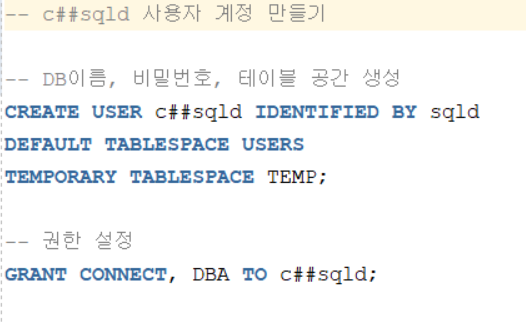 -- c##sqld 사용자 계정 만들기
-- DB이름, 비밀번호, 테이블 공간 생성
CREATE USER c##sqld IDENTIFIED BY sqld
DEFAULT TABLESPACE USERS
TEMPORARY TABLESPACE TEMP;
-- 권한 설정
GRANT CONNECT, DBA TO c##sqld;